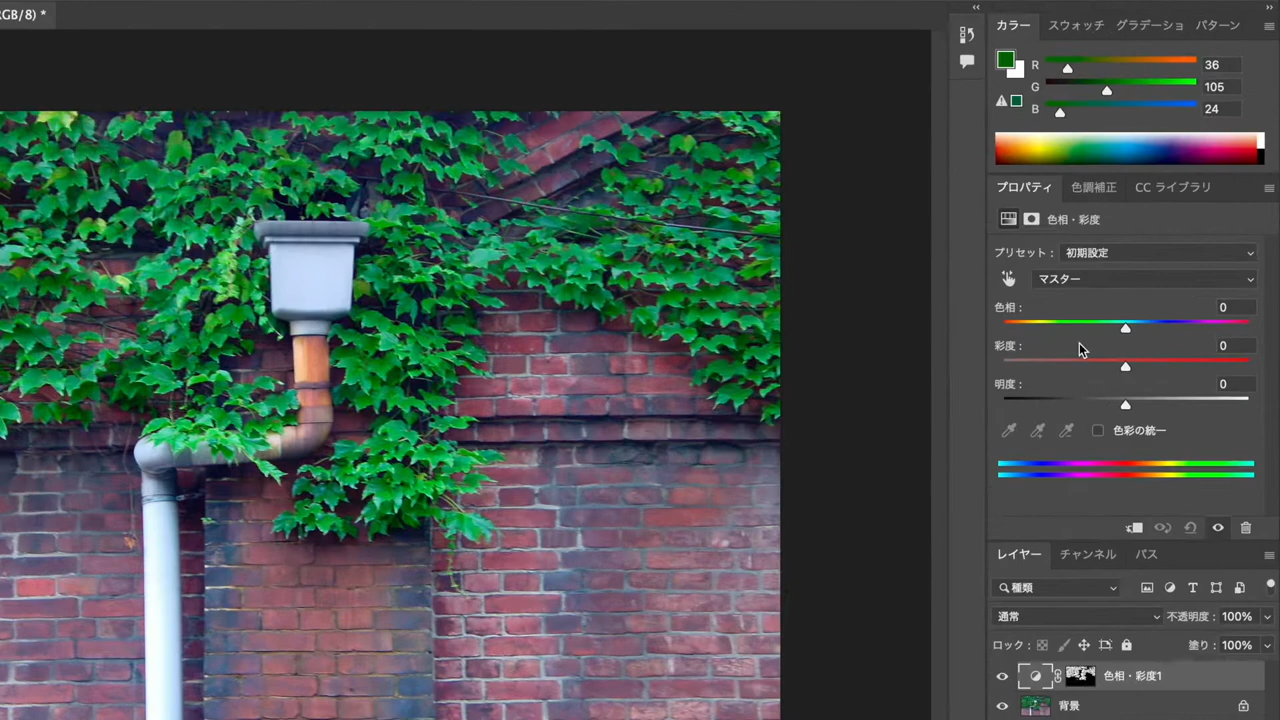 RGB/8) *
カラー スウォッチ グラデーショ パターン
R 36
G 105
B 24
プロパティ 色調補正 CC ライブラリ
色相・彩度
プリセット： 初期設定
マスター
色相： 0
彩度： 0
明度： 0
色彩の統一
レイヤー チャンネル パス
種類
通常 不透明度： 100%
ロック： 塗り： 100%
色相・彩度1
背景